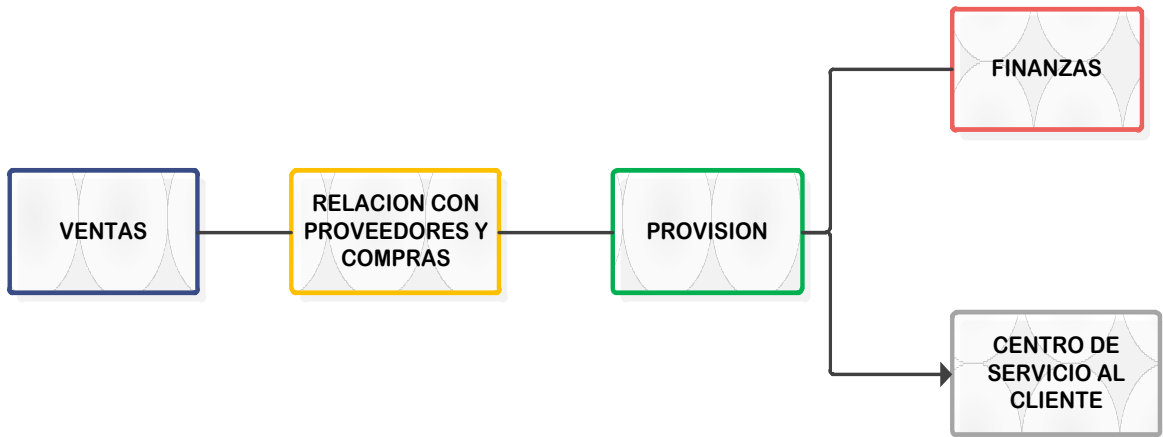 FINANZAS
VENTAS
RELACION CON
PROVEEDORES Y
COMPRAS
PROVISION
CENTRO DE
SERVICIO AL
CLIENTE